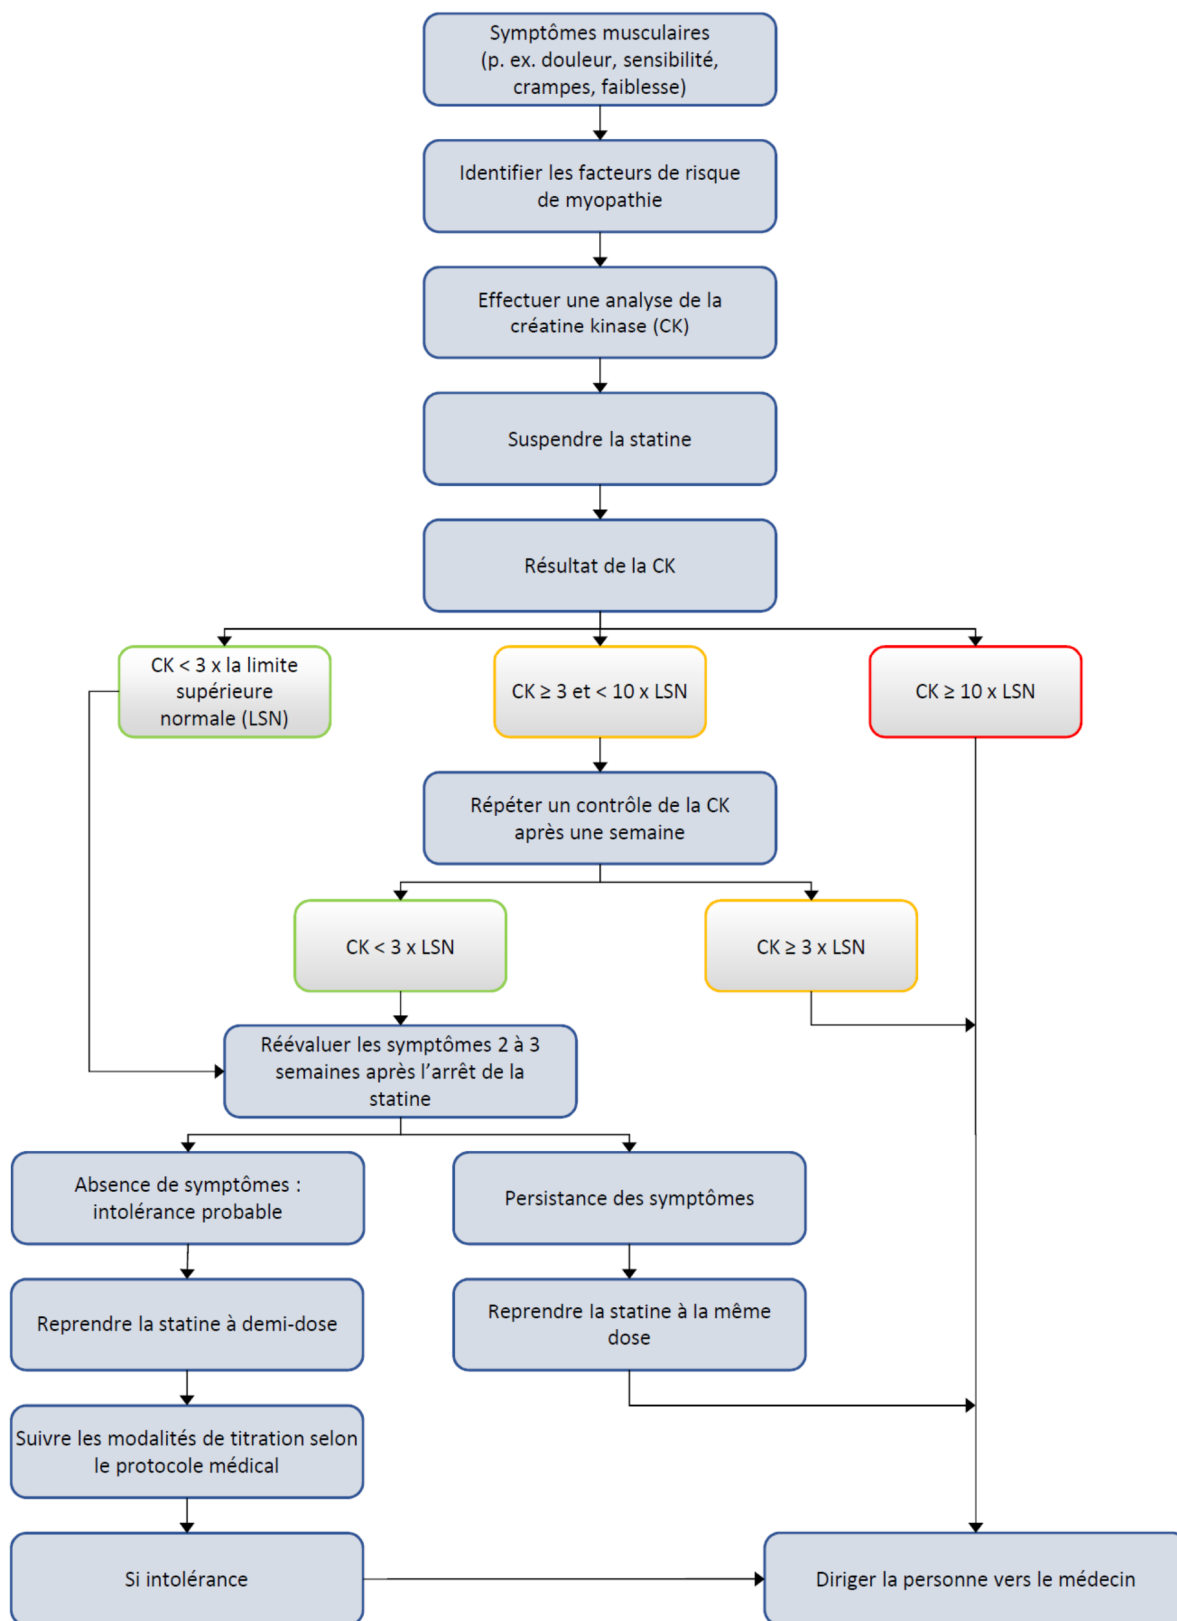 Symptômes musculaires
(p. ex. douleur, sensibilité,
crampes, faiblesse)
Identifier les facteurs de risque
de myopathie
Effectuer une analyse de la
créatine kinase (CK)
Suspendre la statine
Résultat de la CK
CK < 3 x la limite
supérieure
normale (LSN)
CK ≥ 3 et < 10 x LSN
CK ≥ 10 x LSN
Répéter un contrôle de la CK
après une semaine
CK < 3 x LSN
CK ≥ 3 x LSN
Réévaluer les symptômes 2 à 3
semaines après l’arrêt de la
statine
Absence de symptômes :
intolérance probable
Persistance des symptômes
Reprendre la statine à demi-dose
Reprendre la statine à la même
dose
Suivre les modalités de titration selon
le protocole médical
Si intolérance
Diriger la personne vers le médecin